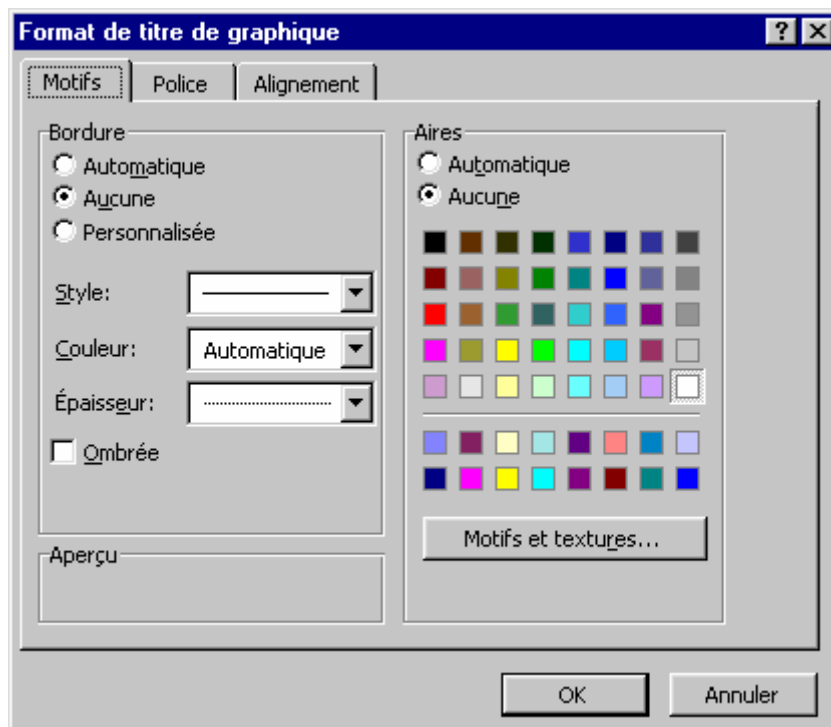 Format de titre de graphique
Motifs Police Alignement
Bordure
Automatique
Aucune
Personnalisée
Style:
Couleur: Automatique
Épaisseur:
Ombrée
Aperçu
Aires
Automatique
Aucune
Motifs et textures...
OK Annuler